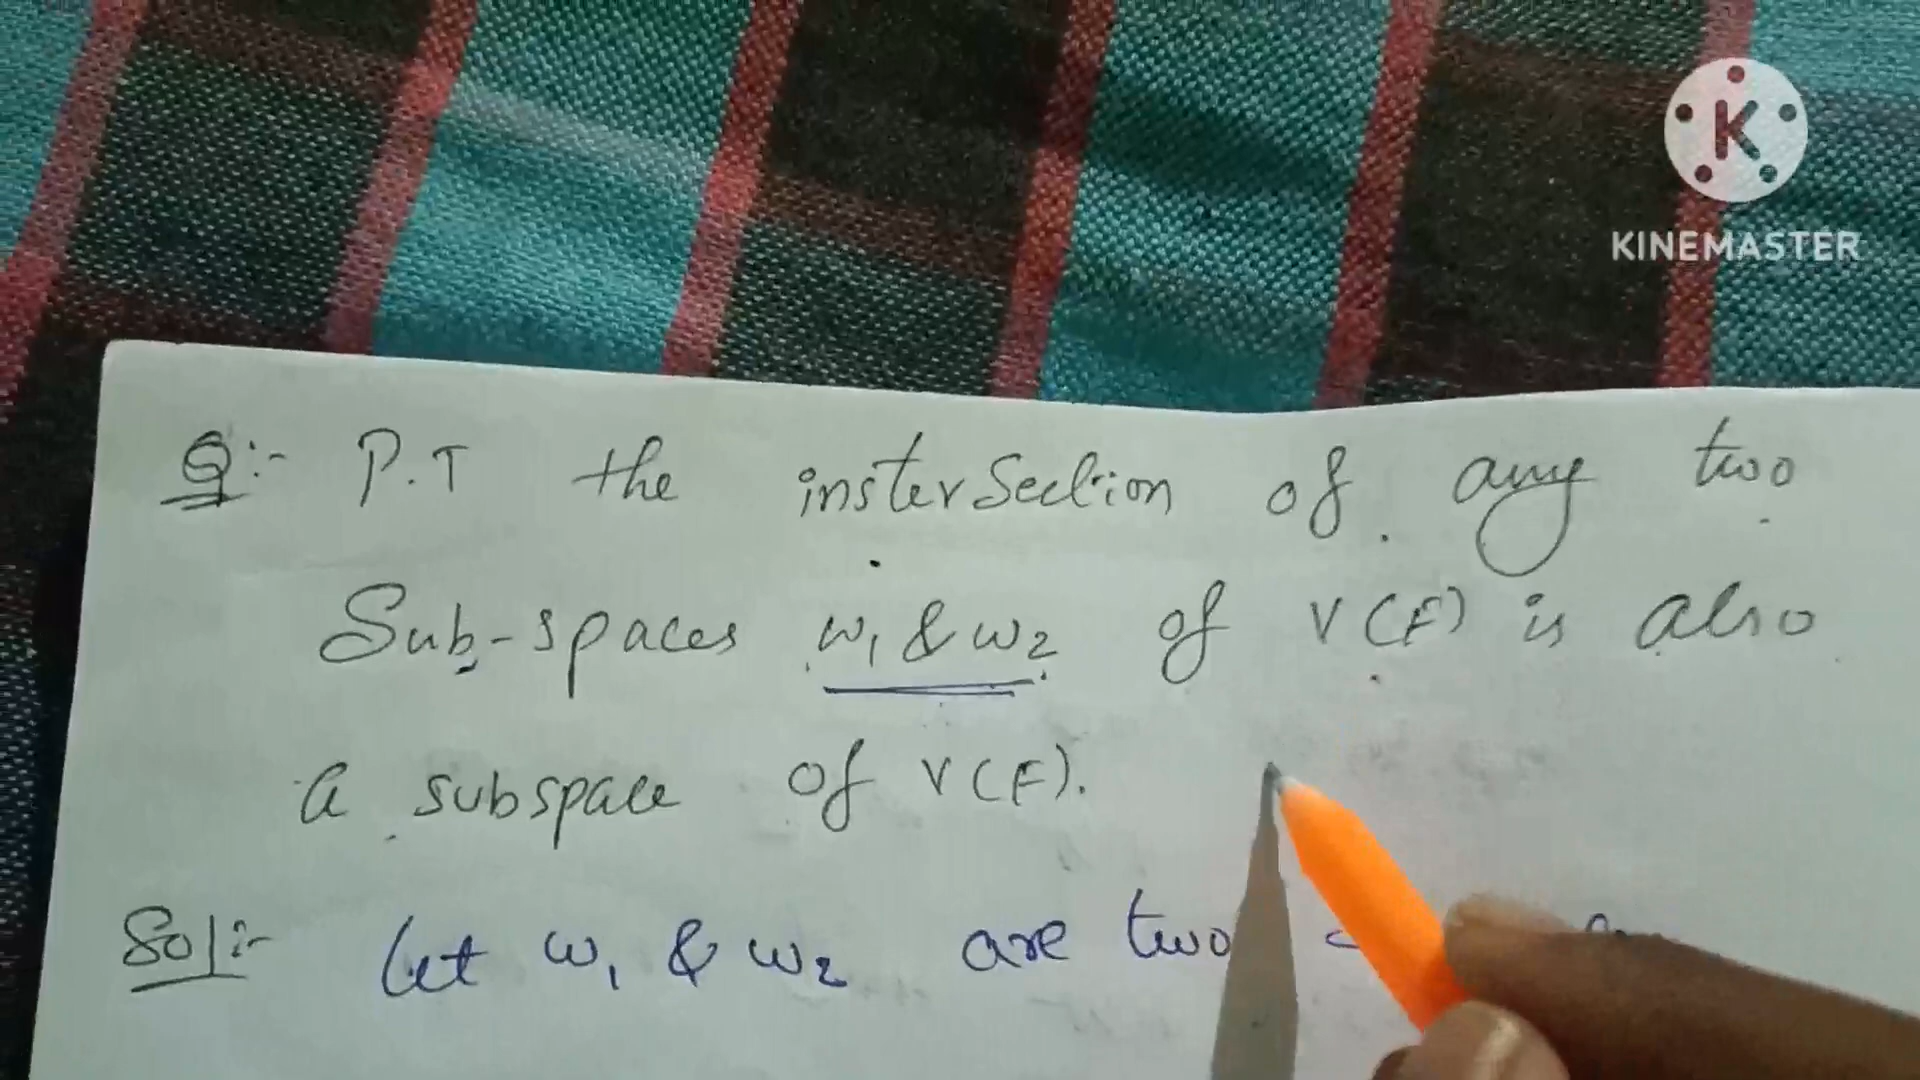 KINEMASTER
Q:- P.T the instersection of any two
Sub-spaces w1 & w2 of V(F) is also
a subspace of V(F).
Sol:- Let w1 & w2 are two